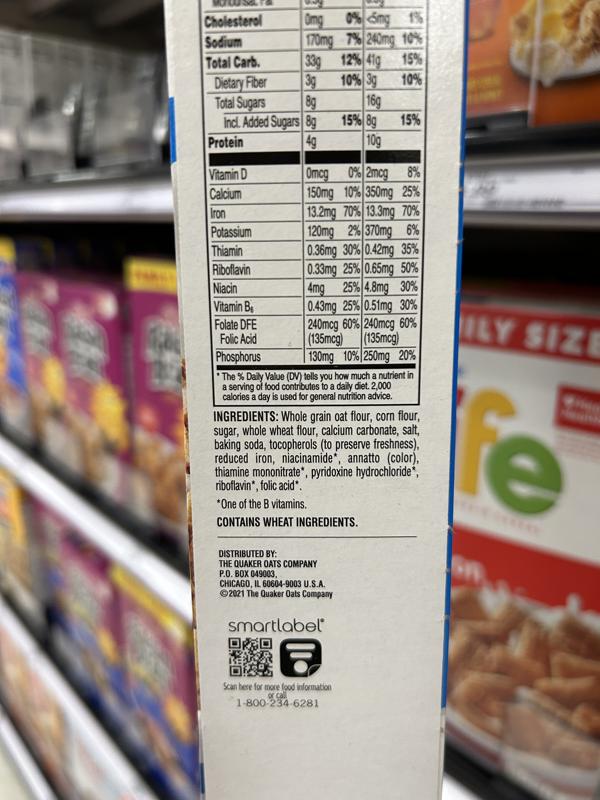 Cholesterol 0mg 0% <5mg 1%
Sodium 170mg 7% 240mg 10%
Total Carb. 33g 12% 41g 15%
Dietary Fiber 3g 10% 3g 10%
Total Sugars 8g 16g
Incl. Added Sugars 8g 15% 8g 15%
Protein 4g 10g
Vitamin D 0mcg 0% 2mcg 8%
Calcium 150mg 10% 350mg 25%
Iron 13.2mg 70% 13.3mg 70%
Potassium 120mg 2% 370mg 6%
Thiamin 0.36mg 30% 0.42mg 35%
Riboflavin 0.33mg 25% 0.65mg 50%
Niacin 4mg 25% 4.8mg 30%
Vitamin B6 0.43mg 25% 0.51mg 30%
Folate DFE 240mcg 60% 240mcg 60%
Folic Acid (135mcg) (135mcg)
Phosphorus 130mg 10% 250mg 20%
* The % Daily Value (DV) tells you how much a nutrient in
a serving of food contributes to a daily diet. 2,000
calories a day is used for general nutrition advice.
INGREDIENTS: Whole grain oat flour, corn flour,
sugar, whole wheat flour, calcium carbonate, salt,
baking soda, tocopherols (to preserve freshness),
reduced iron, niacinamide*, annatto (color),
thiamine mononitrate*, pyridoxine hydrochloride*,
riboflavin*, folic acid*.
*One of the B vitamins.
CONTAINS WHEAT INGREDIENTS.
DISTRIBUTED BY:
THE QUAKER OATS COMPANY
P.O. BOX 049003,
CHICAGO, IL 60604-9003 U.S.A.
©2021 The Quaker Oats Company
smartlabel®
Scan here for more food information
or call
1-800-234-6281
ILY SIZE
fe